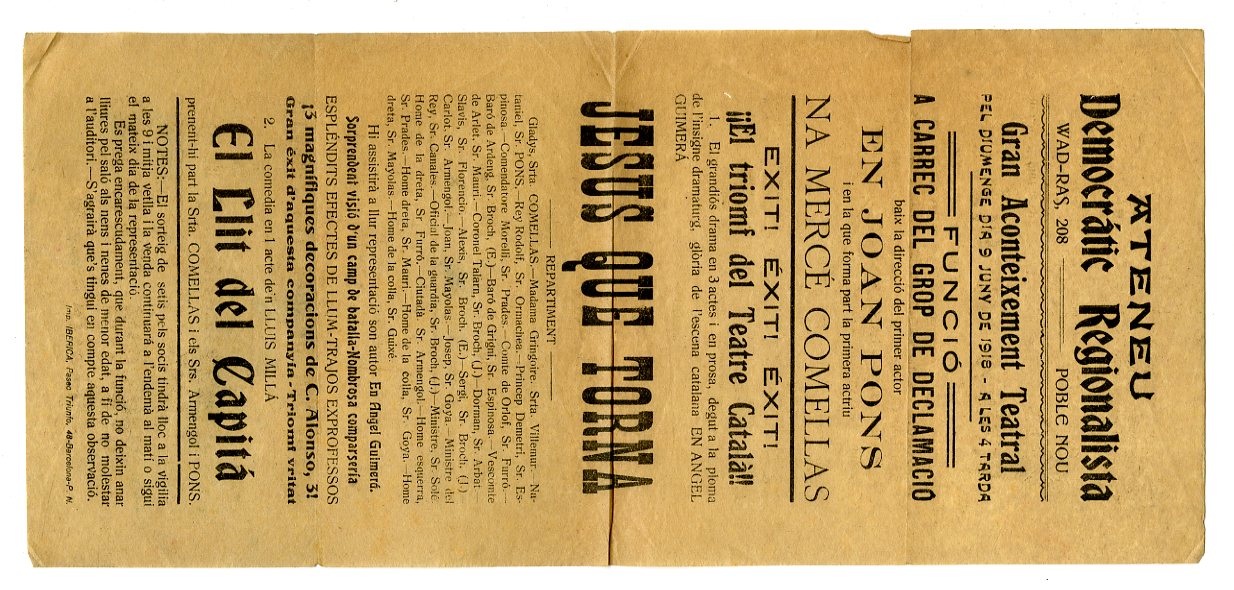 ATENEU
Democrátic Regionalista
WAD-RAS, 208 POBLE NOU
Gran Aconteixement Teatral
PEL DIUMENGE DIA 9 JUNY DE 1918 - A LES 4 TARDA
FUNCIÓ
A CARREC DEL GROP DE DECLAMACIÓ
baix la direcció del primer actor
EN JOAN PONS
i en la que forma part la primera actriu
NA MERCÉ COMELLAS
EXIT! ÉXIT! ÉXIT!
¡¡El triomf del Teatre Català!!
1. El grandiós drama en 3 actes i en prosa, degut a la ploma
de l'insigne dramaturg, glòria de l'escena catalana EN ANGEL
GUIMERÁ
JESUS QUE TORNA
REPARTIMENT
Gladys, Srta. COMELLAS.—Madama Gringoire. Srta. Villemur.—Na-
taniel, Sr. PONS.—Rey Rodolf, Sr. Ormachea.—Princep Demetri, Sr. Es-
pinosa.—Comendatore Morelli, Sr. Prades.—Comte de Orlof, Sr. Furró.—
Baró de Ardeng, Sr. Broch, (E.)—Baró de Grigni, Sr. Espinosa.—Vescomte
de Arlet. Sr. Mauri.—Coronel Talarn, Sr. Broch, (J.)—Dorman, Sr. Arbat—
Slavis, Sr. Florencio.—Alexis, Sr. Broch. (E.)—Sergi, Sr. Broch. (J.)
Carlot. Sr. Armengol.—Joan, Sr. Mayolas.—Josep, Sr. Goya.—Ministre del
Rey, Sr. Canales.—Oficial de la guardia, Sr. Broch, (J.)—Ministre, Sr. Solé
Home de la dreta, Sr Furró.—Ciutadà. Sr. Armengol.—Home esquerra,
Sr. Prades.—Home dreta, Sr. Mauri.—Home de la colla, Sr. Goya.—Home
dreta, Sr. Mayolas.—Home de la colla, Sr. Guixé.
Hi assistirà a llur representació son autor En Angel Guimerá.
Sorprendent visió d'un camp de batalla-Nombrosa comparsería
ESPLÉNDITS EFECTES DE LLUM-TRAJOS EXPROFESSOS
¡3 magnífiques decoracions de C. Alonso, 3!
Gran éxit d'aquesta companyía-Triomf vritat
2. La comedia en 1 acte de'n LLUIS MILLÁ
El Llit del Capitá
prenent-hi part la Srta. COMELLAS i els Srs. Armengol i PONS.
NOTES:—El sorteig de setis pels socis tindrà lloc a la vigilia
a les 9 i mitja vetlla i la venda continuará a l'endemà al matí o sigui
el mateix dia de la representació.
Es prega encarescudament, que durant la funció, no deixin anar
lliures pel saló als nens i nenes de menor edat, a fi de no molestar
a l'auditori.—S'agrairà que's tingui en compte aquesta observació.
Imp. IBERICA, Paseo Triunfo, 48-Barcelona-P. N.